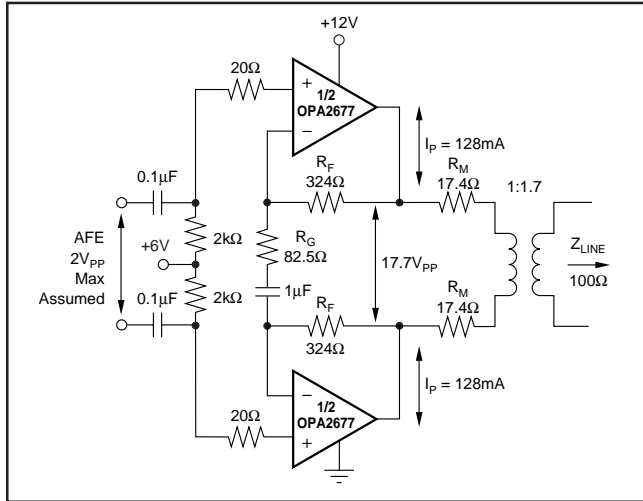 +12V
20Ω
+
1/2
OPA2677
−
I_P = 128mA
R_F
324Ω
R_M
17.4Ω
1:1.7
0.1µF
AFE
2V_PP
Max
Assumed
+6V
2kΩ
2kΩ
R_G
82.5Ω
1µF
17.7V_PP
Z_LINE
100Ω
0.1µF
R_F
324Ω
R_M
17.4Ω
−
1/2
OPA2677
+
20Ω
I_P = 128mA